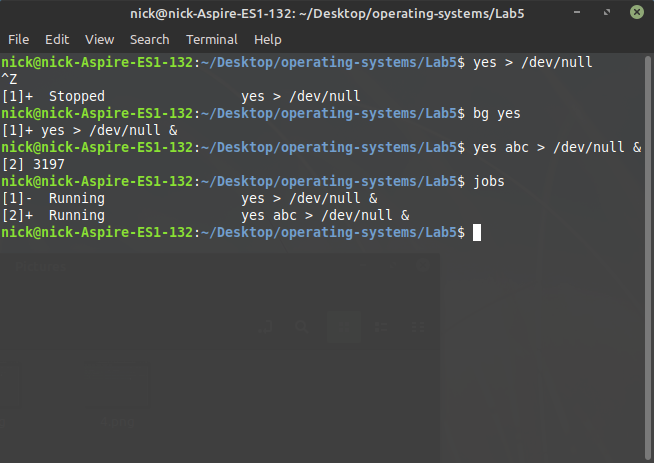 nick@nick-Aspire-ES1-132: ~/Desktop/operating-systems/Lab5
File Edit View Search Terminal Help
nick@nick-Aspire-ES1-132:~/Desktop/operating-systems/Lab5$ yes > /dev/null
^Z
[1]+  Stopped                 yes > /dev/null
nick@nick-Aspire-ES1-132:~/Desktop/operating-systems/Lab5$ bg yes
[1]+ yes > /dev/null &
nick@nick-Aspire-ES1-132:~/Desktop/operating-systems/Lab5$ yes abc > /dev/null &
[2] 3197
nick@nick-Aspire-ES1-132:~/Desktop/operating-systems/Lab5$ jobs
[1]-  Running                 yes > /dev/null &
[2]+  Running                 yes abc > /dev/null &
nick@nick-Aspire-ES1-132:~/Desktop/operating-systems/Lab5$